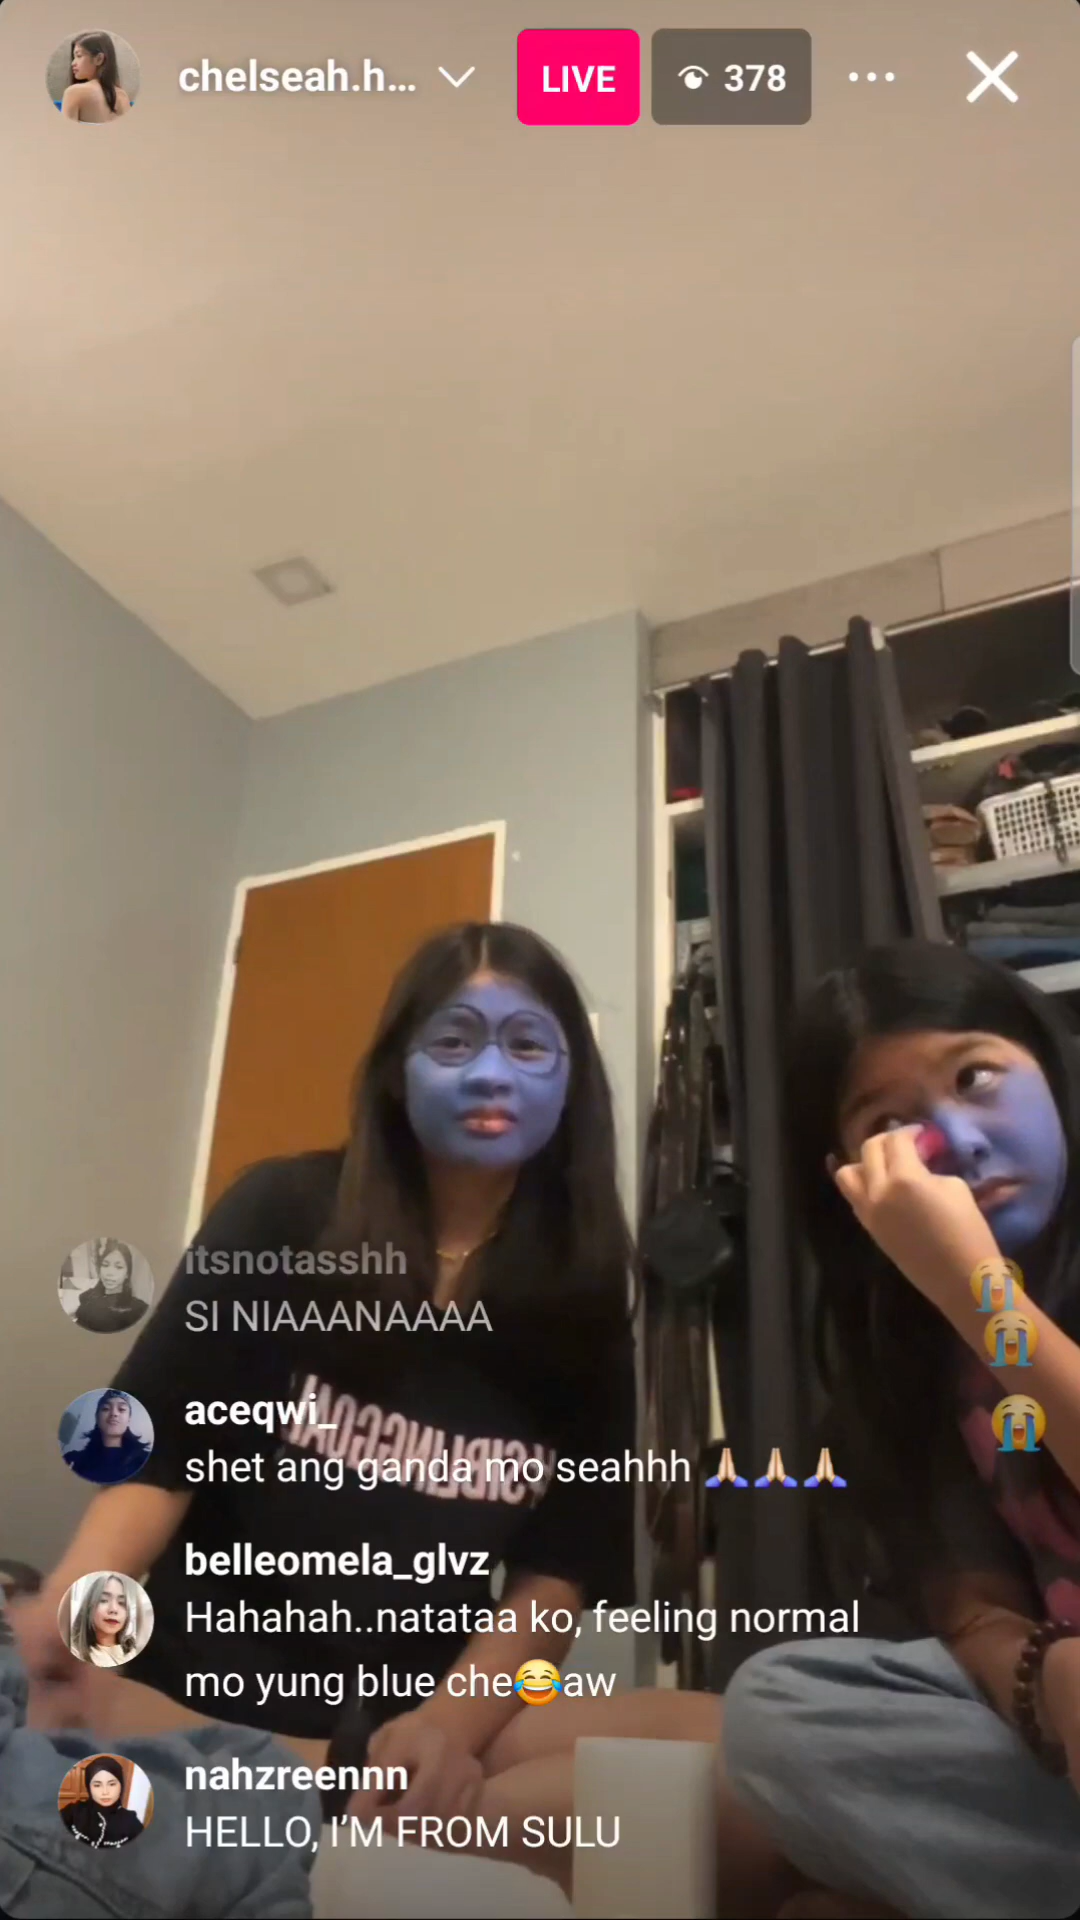 chelseah.h...
LIVE
378
itsnotasshh
SI NIAAANAAAA
aceqwi_
shet ang ganda mo seahhh 🙏🏻🙏🏻🙏🏻
belleomela_glvz
Hahahah..natataa ko, feeling normal
mo yung blue che😂aw
nahzreennn
HELLO, I'M FROM SULU